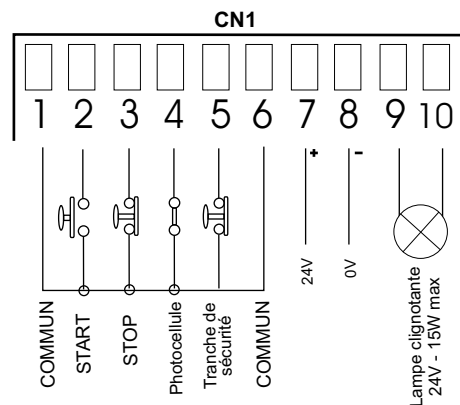 CN1
1 2 3 4 5 6 7 8 9 10
+ -
COMMUN
START
STOP
Photocellule
Tranche de
sécurité
COMMUN
24V
0V
Lampe clignotante
24V - 15W max